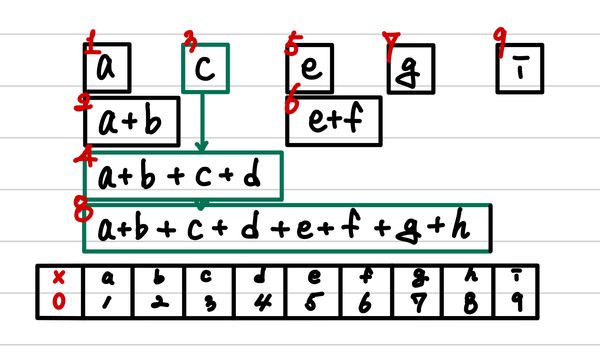 1 3 5 7 9
a c e g i
2 6
a+b e+f
4
a+b+c+d
8
a+b+c+d+e+f+g+h
x a b c d e f g h i
0 1 2 3 4 5 6 7 8 9